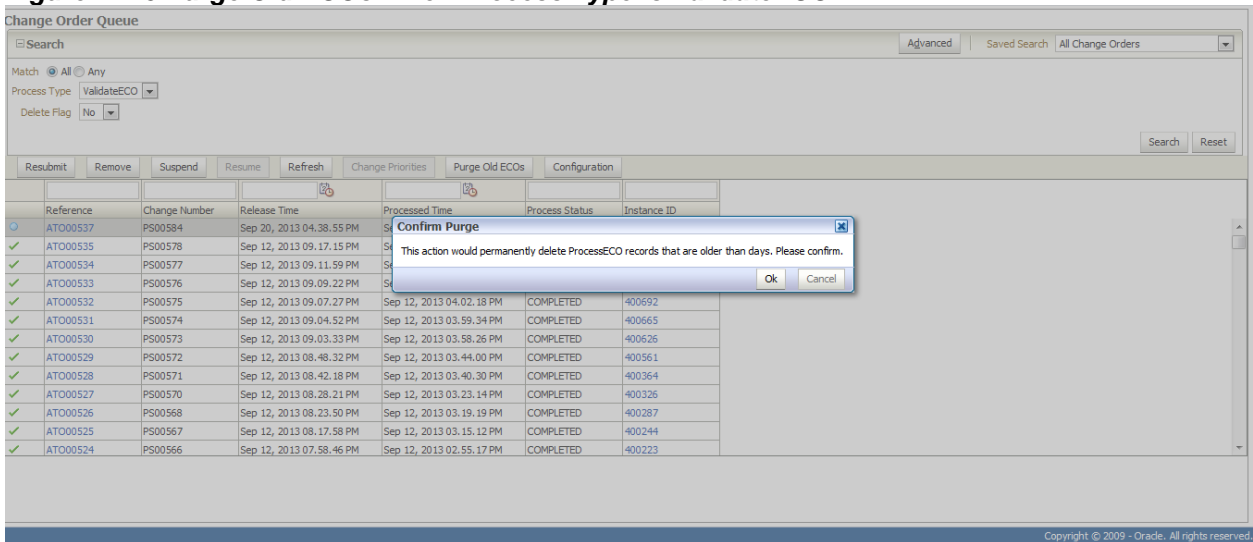 Change Order Queue
Search
Advanced Saved Search All Change Orders
Match All Any
Process Type ValidateECO
Delete Flag No
Search Reset
Resubmit Remove Suspend Resume Refresh Change Priorities Purge Old ECOs Configuration
Reference Change Number Release Time Processed Time Process Status Instance ID
ATO00537 PS00584 Sep 20, 2013 04.38.55 PM
Confirm Purge
This action would permanently delete ProcessECO records that are older than days. Please confirm.
Ok Cancel
ATO00535 PS00578 Sep 12, 2013 09.17.15 PM
ATO00534 PS00577 Sep 12, 2013 09.11.59 PM
ATO00533 PS00576 Sep 12, 2013 09.09.22 PM
ATO00532 PS00575 Sep 12, 2013 09.07.27 PM Sep 12, 2013 04.02.18 PM COMPLETED 400692
ATO00531 PS00574 Sep 12, 2013 09.04.52 PM Sep 12, 2013 03.59.34 PM COMPLETED 400665
ATO00530 PS00573 Sep 12, 2013 09.03.33 PM Sep 12, 2013 03.58.26 PM COMPLETED 400626
ATO00529 PS00572 Sep 12, 2013 08.48.32 PM Sep 12, 2013 03.44.00 PM COMPLETED 400561
ATO00528 PS00571 Sep 12, 2013 08.42.18 PM Sep 12, 2013 03.40.30 PM COMPLETED 400364
ATO00527 PS00570 Sep 12, 2013 08.28.21 PM Sep 12, 2013 03.23.14 PM COMPLETED 400326
ATO00526 PS00568 Sep 12, 2013 08.23.50 PM Sep 12, 2013 03.19.19 PM COMPLETED 400287
ATO00525 PS00567 Sep 12, 2013 08.17.58 PM Sep 12, 2013 03.15.12 PM COMPLETED 400244
ATO00524 PS00566 Sep 12, 2013 07.58.46 PM Sep 12, 2013 02.55.17 PM COMPLETED 400223
Copyright © 2009 - Oracle. All rights reserved.